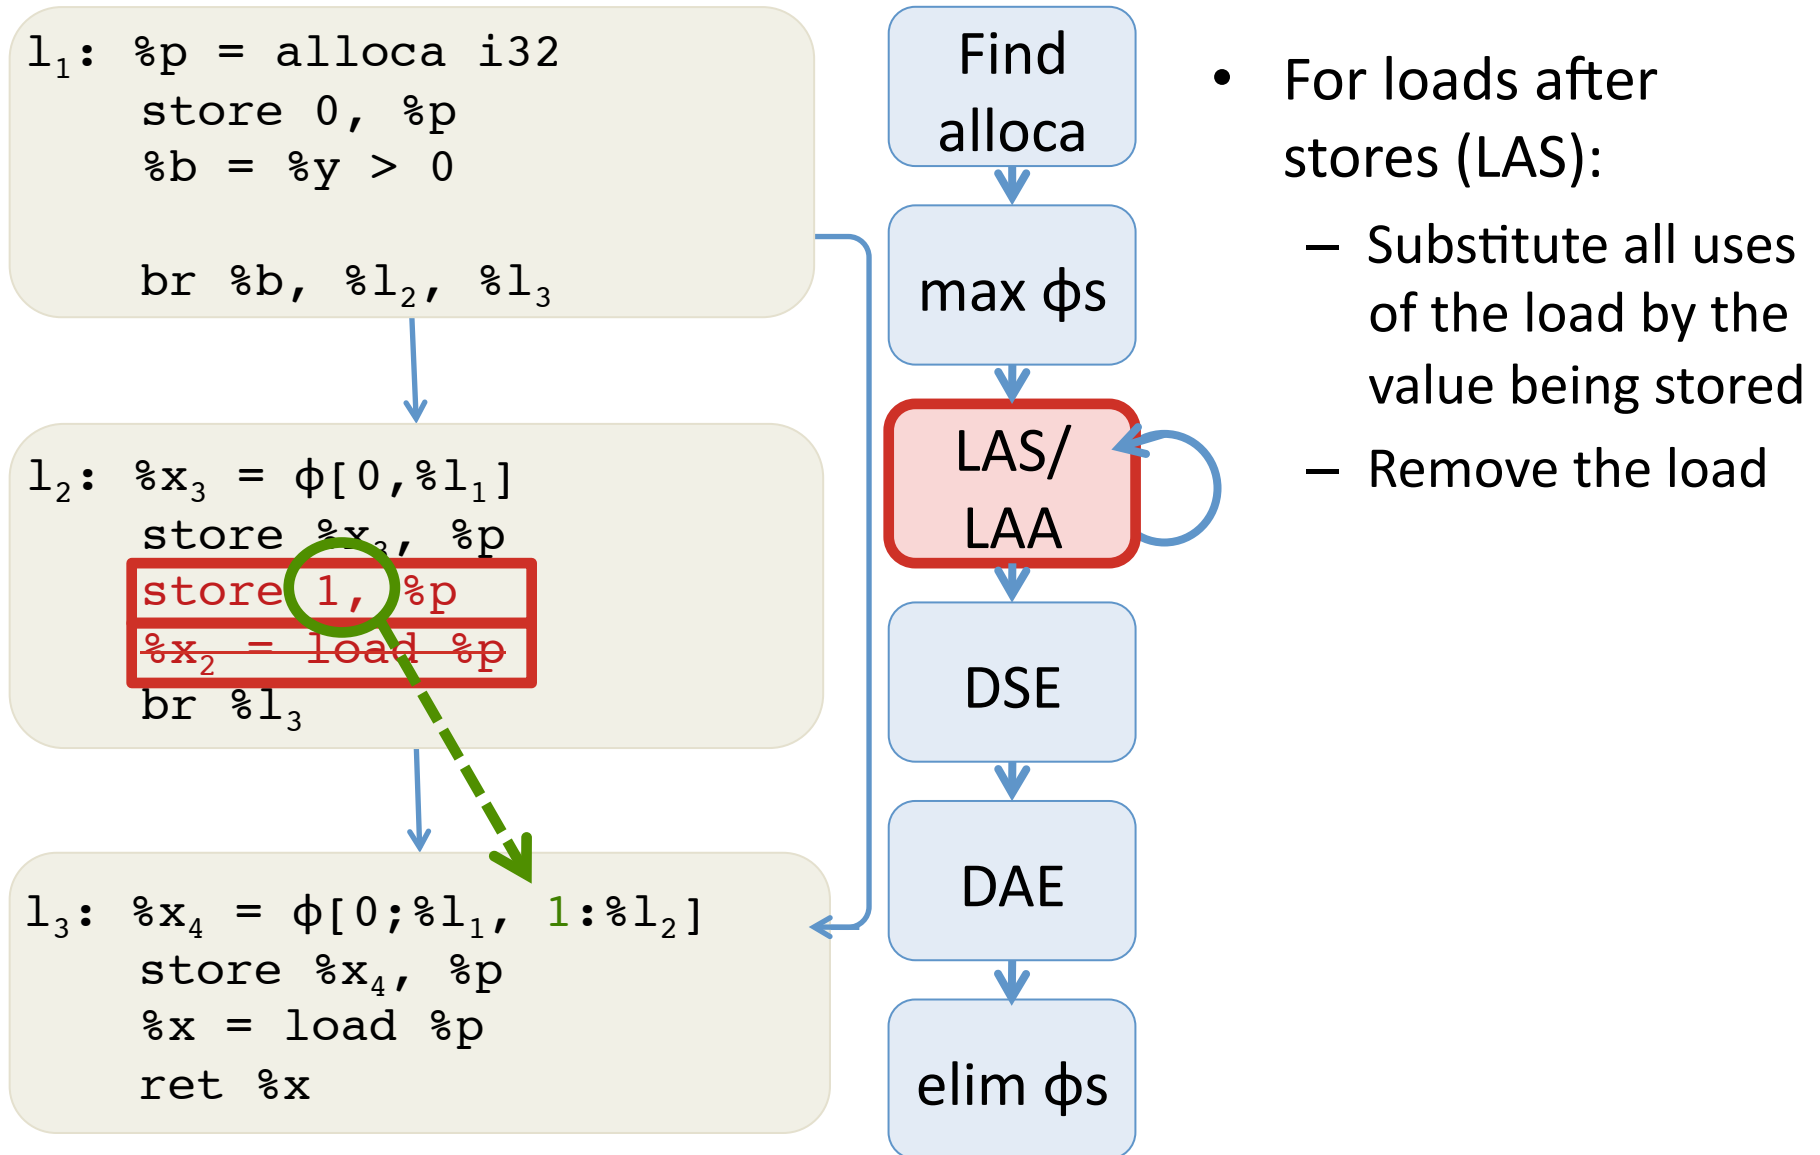 l₁: %p = alloca i32
store 0, %p
%b = %y > 0
br %b, %l₂, %l₃
l₂: %x₃ = ϕ[0,%l₁]
store %x₃, %p
store 1, %p
%x₂ = load %p
br %l₃
l₃: %x₄ = ϕ[0;%l₁, 1:%l₂]
store %x₄, %p
%x = load %p
ret %x
Find
alloca
max ϕs
LAS/
LAA
DSE
DAE
elim ϕs
• For loads after
stores (LAS):
– Substitute all uses
of the load by the
value being stored
– Remove the load